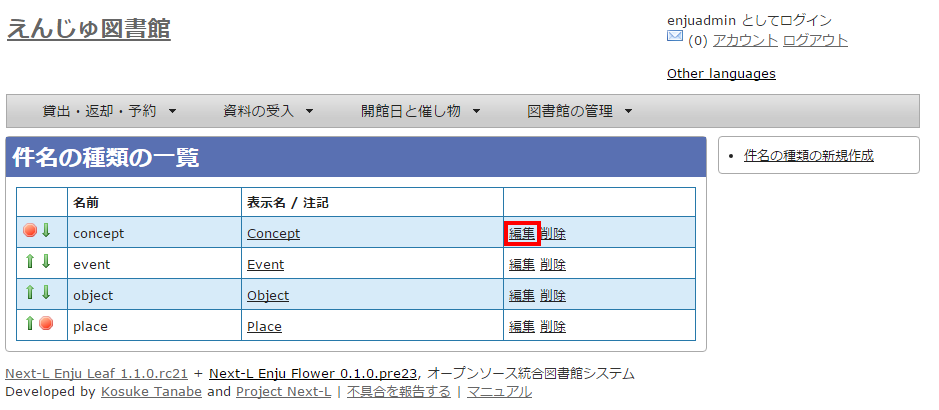 えんじゅ図書館
enjuadmin としてログイン
(0) アカウント ログアウト
Other languages
貸出・返却・予約 資料の受入 開館日と催し物 図書館の管理
件名の種類の一覧
件名の種類の新規作成
名前 表示名 / 注記
concept Concept 編集 削除
event Event 編集 削除
object Object 編集 削除
place Place 編集 削除
Next-L Enju Leaf 1.1.0.rc21 + Next-L Enju Flower 0.1.0.pre23, オープンソース統合図書館システム
Developed by Kosuke Tanabe and Project Next-L | 不具合を報告する | マニュアル